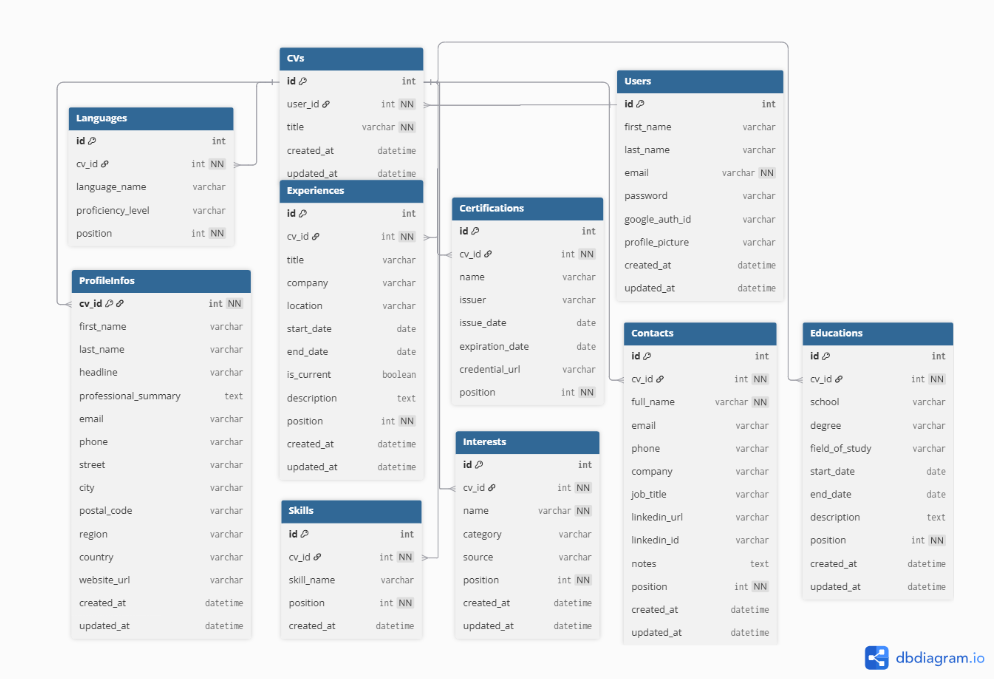 CVs
id int
user_id int NN
title varchar NN
created_at datetime
updated_at datetime
Users
id int
first_name varchar
last_name varchar
email varchar NN
password varchar
google_auth_id varchar
profile_picture varchar
created_at datetime
updated_at datetime
Languages
id int
cv_id int NN
language_name varchar
proficiency_level varchar
position int NN
Experiences
id int
cv_id int NN
title varchar
company varchar
location varchar
start_date date
end_date date
is_current boolean
description text
position int NN
created_at datetime
updated_at datetime
Certifications
id int
cv_id int NN
name varchar
issuer varchar
issue_date date
expiration_date date
credential_url varchar
position int NN
ProfileInfos
cv_id int NN
first_name varchar
last_name varchar
headline varchar
professional_summary text
email varchar
phone varchar
street varchar
city varchar
postal_code varchar
region varchar
country varchar
website_url varchar
created_at datetime
updated_at datetime
Contacts
id int
cv_id int NN
full_name varchar NN
email varchar
phone varchar
company varchar
job_title varchar
linkedin_url varchar
linkedin_id varchar
notes text
position int NN
created_at datetime
updated_at datetime
Educations
id int
cv_id int NN
school varchar
degree varchar
field_of_study varchar
start_date date
end_date date
description text
position int NN
created_at datetime
updated_at datetime
Interests
id int
cv_id int NN
name varchar NN
category varchar
source varchar
position int NN
created_at datetime
updated_at datetime
Skills
id int
cv_id int NN
skill_name varchar
position int NN
created_at datetime
dbdiagram.io